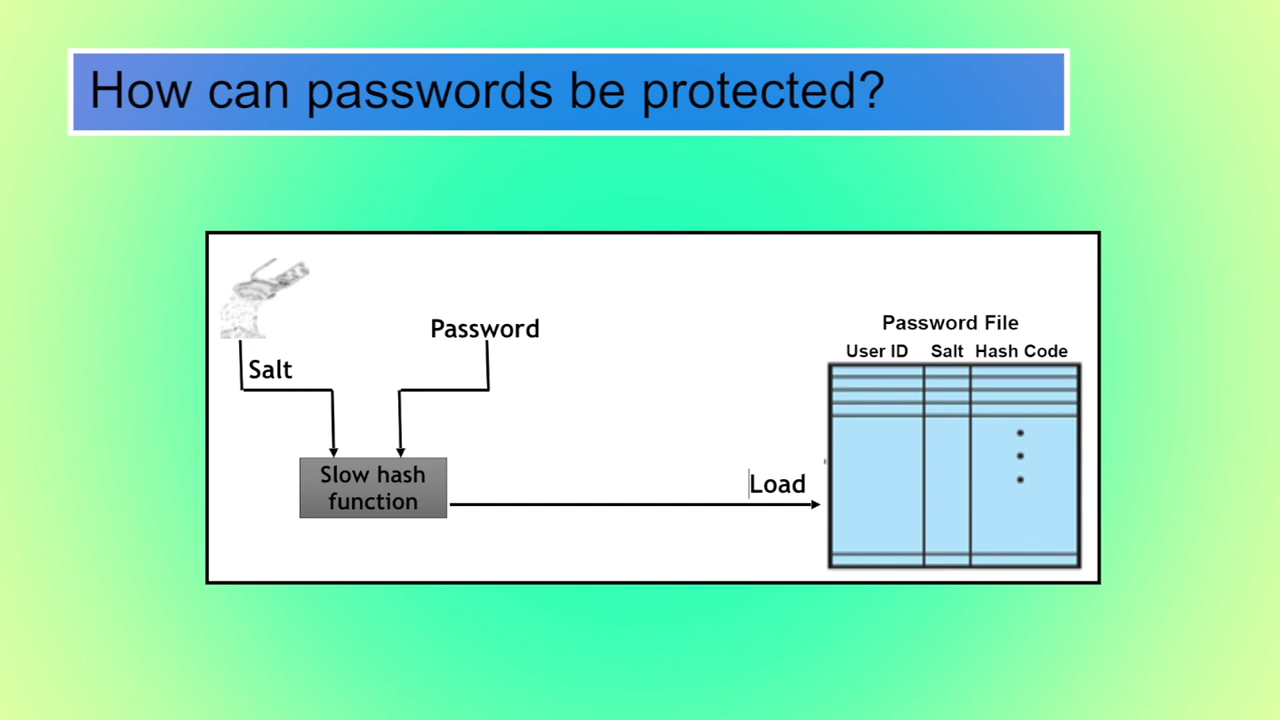 How can passwords be protected?
Password File
Password
User ID Salt Hash Code
Salt
Slow hash
function
Load